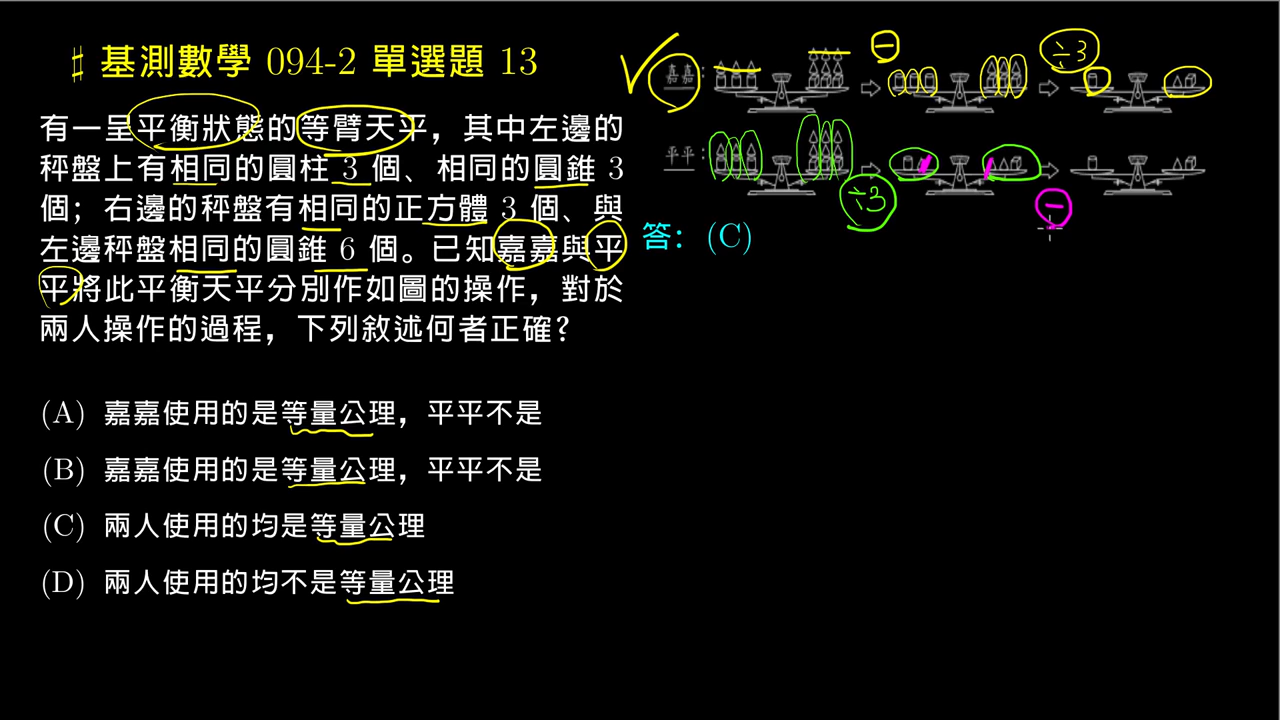 ♯ 基測數學 094-2 單選題 13
有一呈平衡狀態的等臂天平，其中左邊的
秤盤上有相同的圓柱 3 個、相同的圓錐 3
個；右邊的秤盤有相同的正方體 3 個、與
左邊秤盤相同的圓錐 6 個。已知嘉嘉與平
平將此平衡天平分別作如圖的操作，對於
兩人操作的過程，下列敘述何者正確？
(A) 嘉嘉使用的是等量公理，平平不是
(B) 嘉嘉使用的是等量公理，平平不是
(C) 兩人使用的均是等量公理
(D) 兩人使用的均不是等量公理
嘉嘉：
− ÷3
平平：
÷3 −
答：(C)